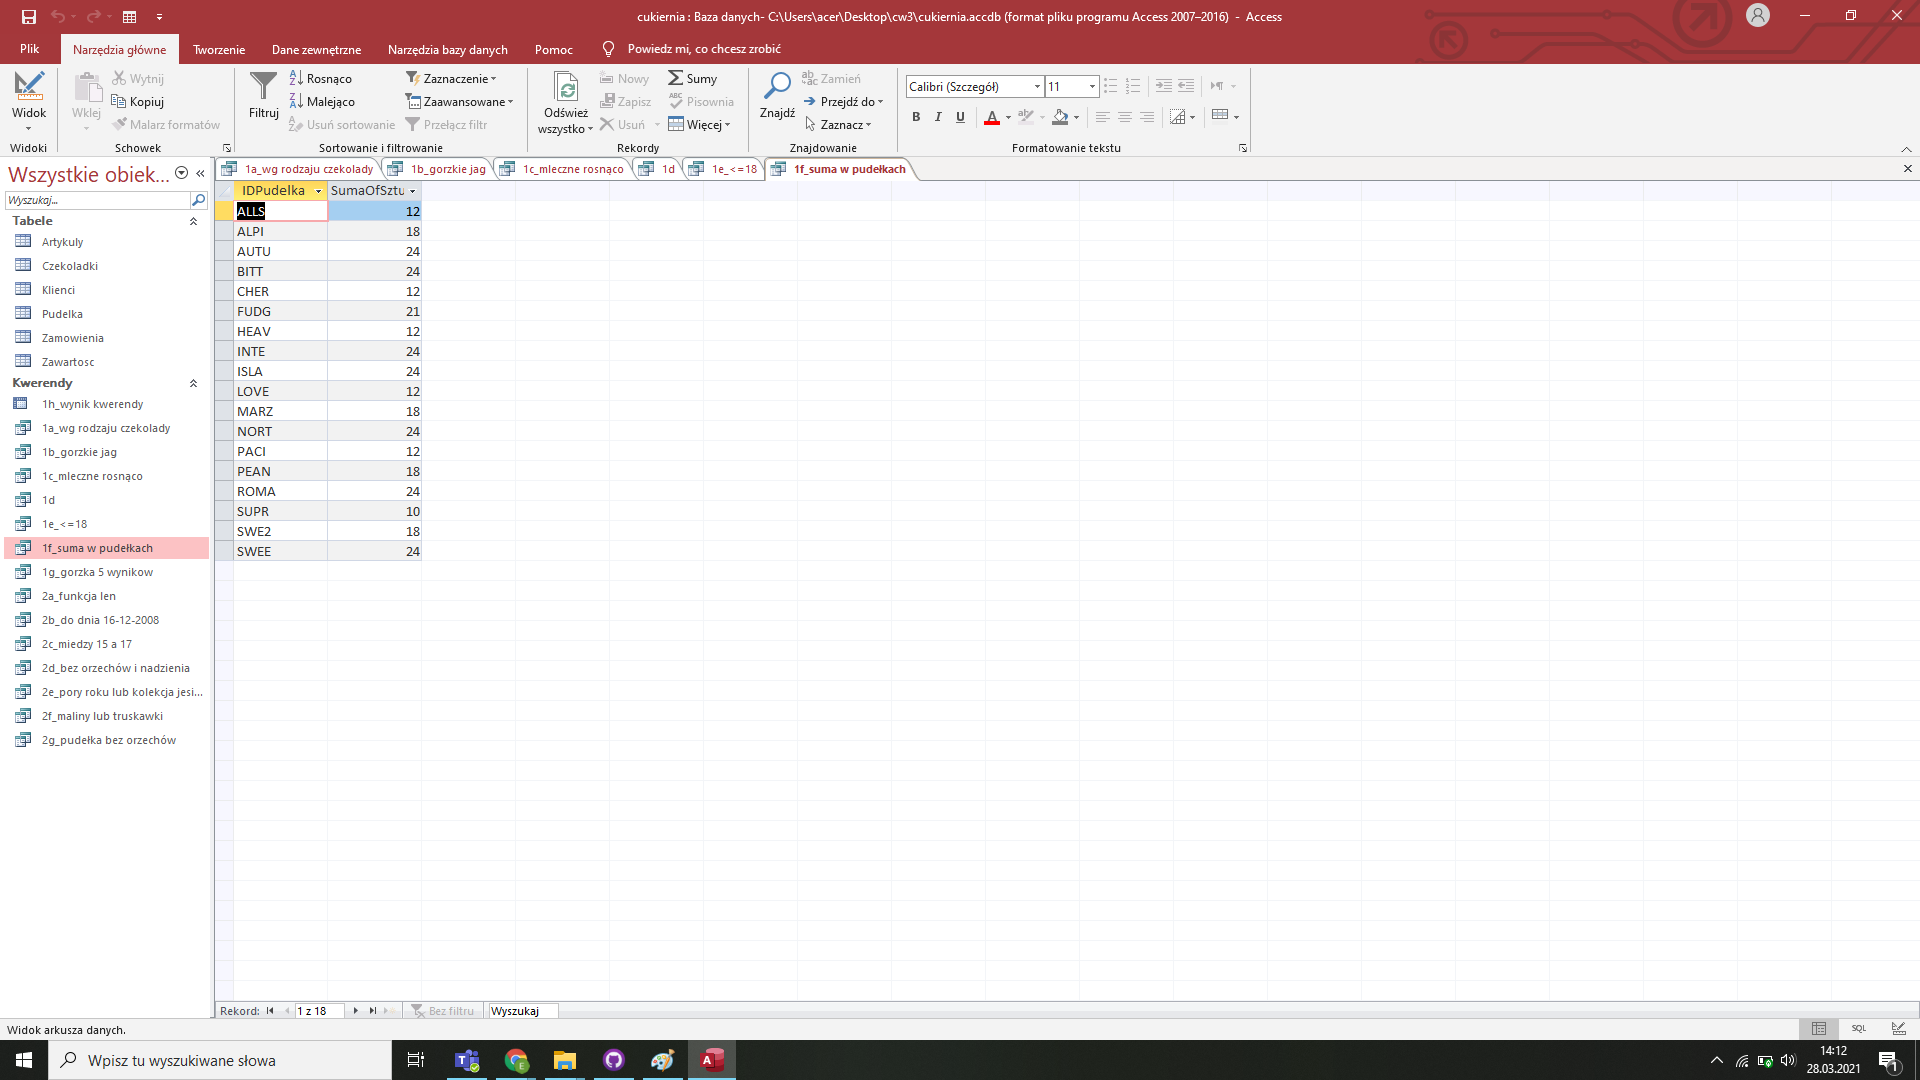 cukiernia : Baza danych- C:\Users\acer\Desktop\cw3\cukiernia.accdb (format pliku programu Access 2007–2016)  -  Access
Plik Narzędzia główne Tworzenie Dane zewnętrzne Narzędzia bazy danych Pomoc Powiedz mi, co chcesz zrobić
Widok
Widoki
Wklej
Wytnij
Kopiuj
Malarz formatów
Schowek
Filtruj
Rosnąco
Malejąco
Usuń sortowanie
Zaznaczenie
Zaawansowane
Przełącz filtr
Sortowanie i filtrowanie
Odśwież
wszystko
Nowy
Zapisz
Usuń
Sumy
Pisownia
Więcej
Rekordy
Znajdź
Zamień
Przejdź do
Zaznacz
Znajdowanie
Calibri (Szczegół) 11
B I U
Formatowanie tekstu
Wszystkie obiek...
Wyszukaj...
Tabele
Artykuly
Czekoladki
Klienci
Pudelka
Zamowienia
Zawartosc
Kwerendy
1h_wynik kwerendy
1a_wg rodzaju czekolady
1b_gorzkie jag
1c_mleczne rosnąco
1d
1e_<=18
1f_suma w pudełkach
1g_gorzka 5 wynikow
2a_funkcja len
2b_do dnia 16-12-2008
2c_miedzy 15 a 17
2d_bez orzechów i nadzienia
2e_pory roku lub kolekcja jesi...
2f_maliny lub truskawki
2g_pudełka bez orzechów
1a_wg rodzaju czekolady 1b_gorzkie jag 1c_mleczne rosnąco 1d 1e_<=18 1f_suma w pudełkach
IDPudelka SumaOfSztu
ALLS 12
ALPI 18
AUTU 24
BITT 24
CHER 12
FUDG 21
HEAV 12
INTE 24
ISLA 24
LOVE 12
MARZ 18
NORT 24
PACI 12
PEAN 18
ROMA 24
SUPR 10
SWE2 18
SWEE 24
Rekord: 1 z 18 Bez filtru Wyszukaj
Widok arkusza danych.
SQL
Wpisz tu wyszukiwane słowa
14:12
28.03.2021
1